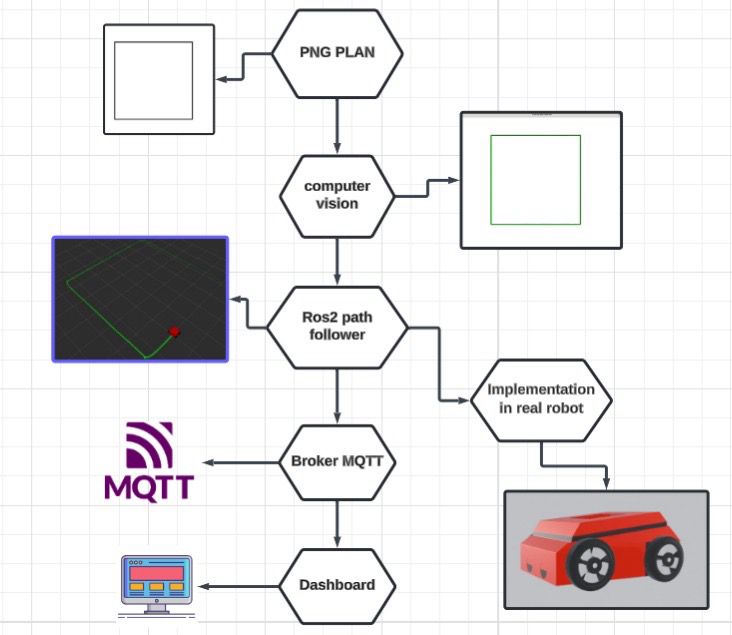 PNG PLAN
computer
vision
Ros2 path
follower
Implementation
in real robot
Broker MQTT
MQTT
Dashboard